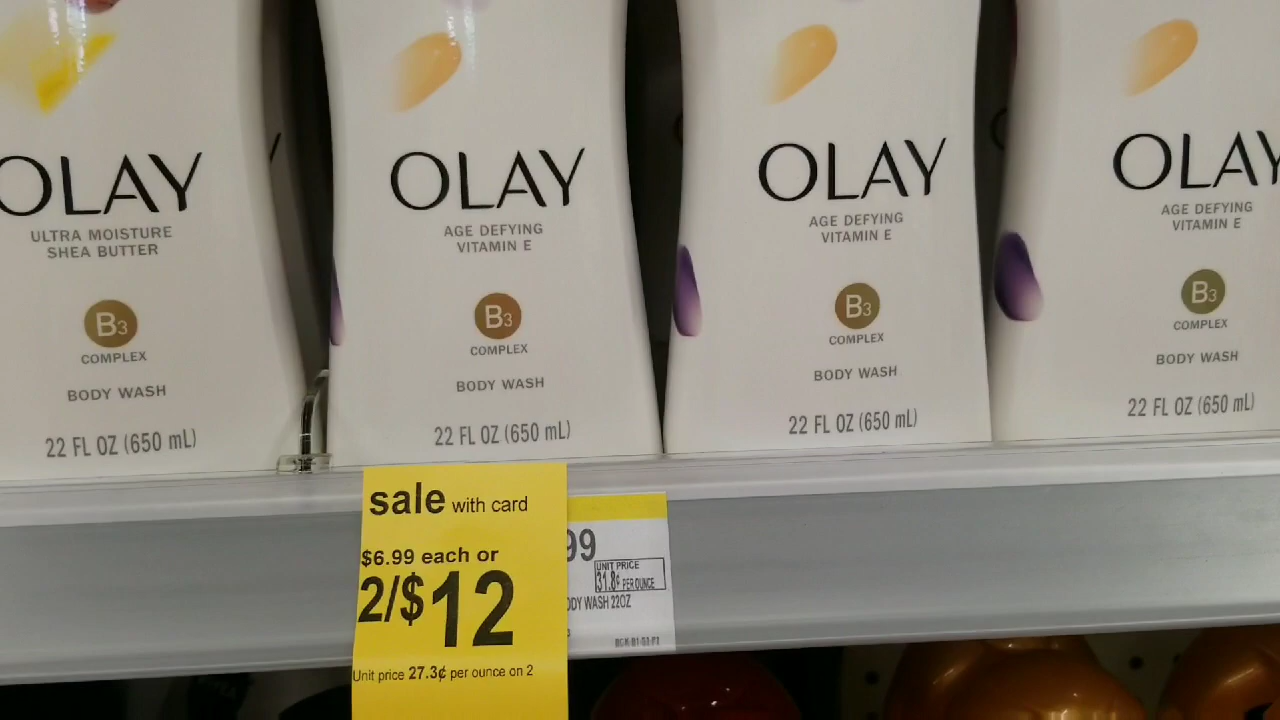 OLAY
ULTRA MOISTURE
SHEA BUTTER
B3
COMPLEX
BODY WASH
22 FL OZ (650 mL)
OLAY
AGE DEFYING
VITAMIN E
B3
COMPLEX
BODY WASH
22 FL OZ (650 mL)
OLAY
AGE DEFYING
VITAMIN E
B3
COMPLEX
BODY WASH
22 FL OZ (650 mL)
OLAY
AGE DEFYING
VITAMIN E
B3
COMPLEX
BODY WASH
22 FL OZ (650 mL)
sale with card
$6.99 each or
2/$12
Unit price 27.3¢ per ounce on 2
99
UNIT PRICE
31.8¢ PER OUNCE
ODY WASH 22OZ